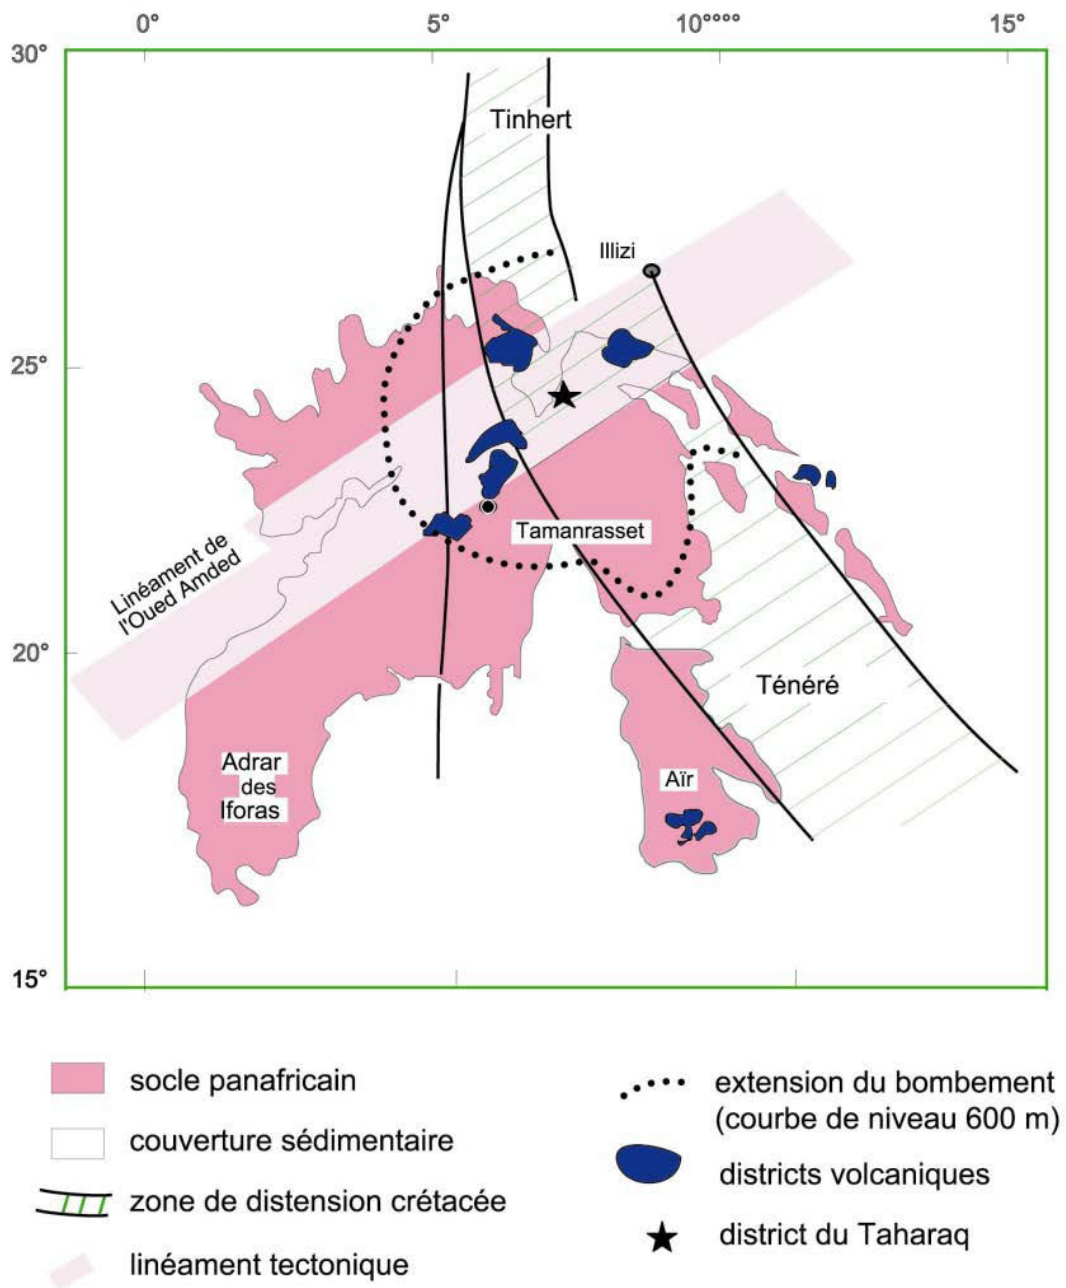 0° 5° 10°°°° 15°
30°
Tinhert
Illizi
25°
Tamanrasset
Linéament de
l'Oued Amded
20°
Ténéré
Adrar
des
Iforas
Aïr
15°
socle panafricain
couverture sédimentaire
zone de distension crétacée
linéament tectonique
extension du bombement
(courbe de niveau 600 m)
districts volcaniques
district du Taharaq